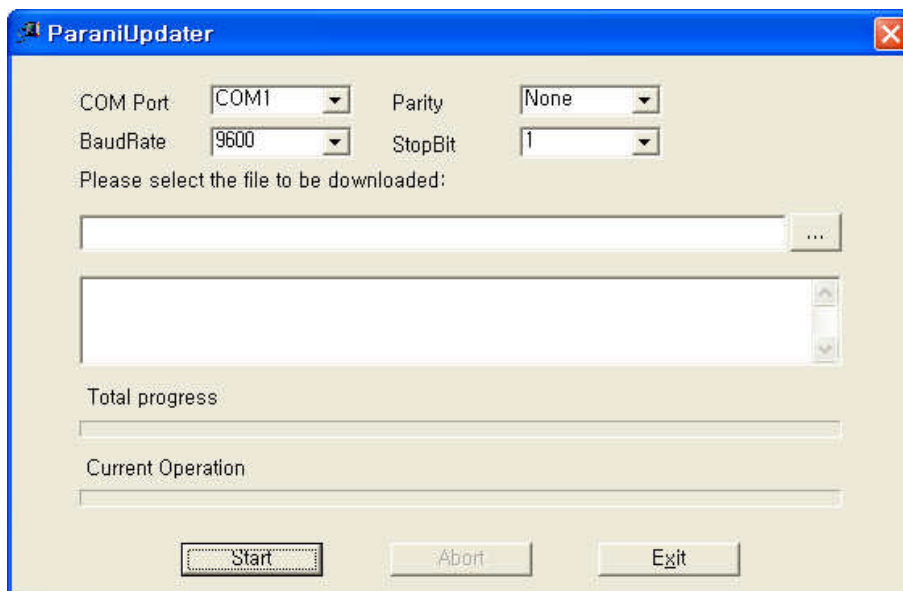 ParaniUpdater
COM Port COM1 Parity None
BaudRate 9600 StopBit 1
Please select the file to be downloaded:
...
Total progress
Current Operation
Start Abort Exit